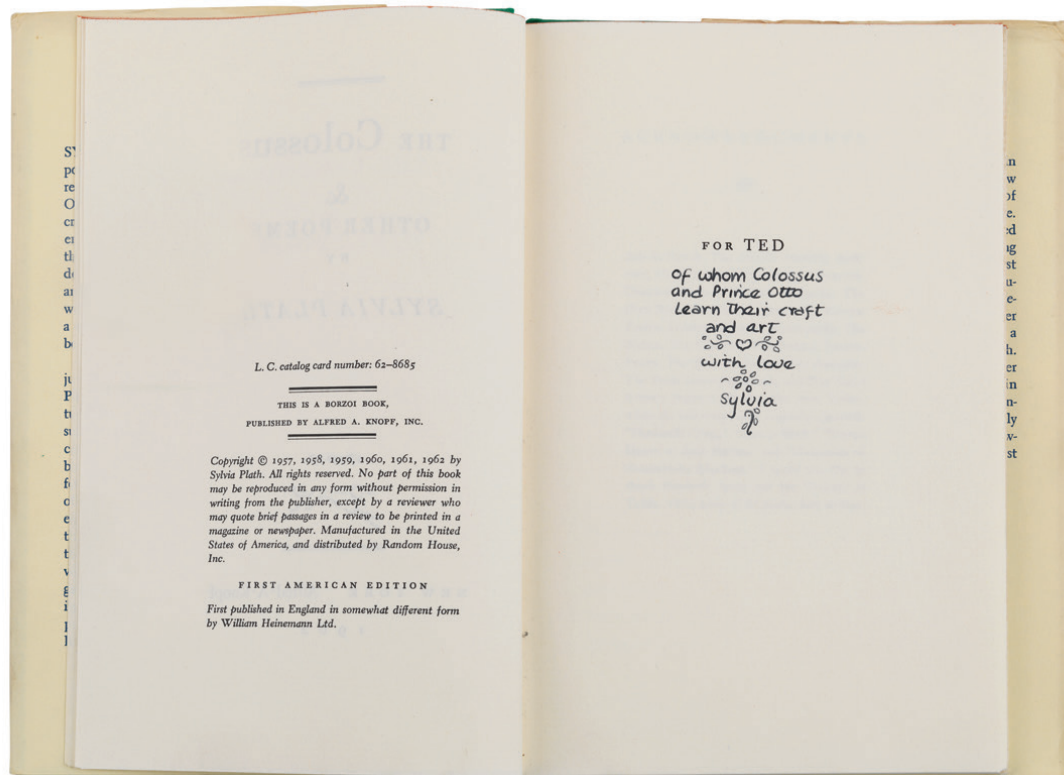 L. C. catalog card number: 62–8685
THIS IS A BORZOI BOOK,
PUBLISHED BY ALFRED A. KNOPF, INC.
Copyright © 1957, 1958, 1959, 1960, 1961, 1962 by
Sylvia Plath. All rights reserved. No part of this book
may be reproduced in any form without permission in
writing from the publisher, except by a reviewer who
may quote brief passages in a review to be printed in a
magazine or newspaper. Manufactured in the United
States of America, and distributed by Random House,
Inc.
FIRST AMERICAN EDITION
First published in England in somewhat different form
by William Heinemann Ltd.
FOR TED
of whom Colossus
and Prince Otto
learn their craft
and art
with love
Sylvia